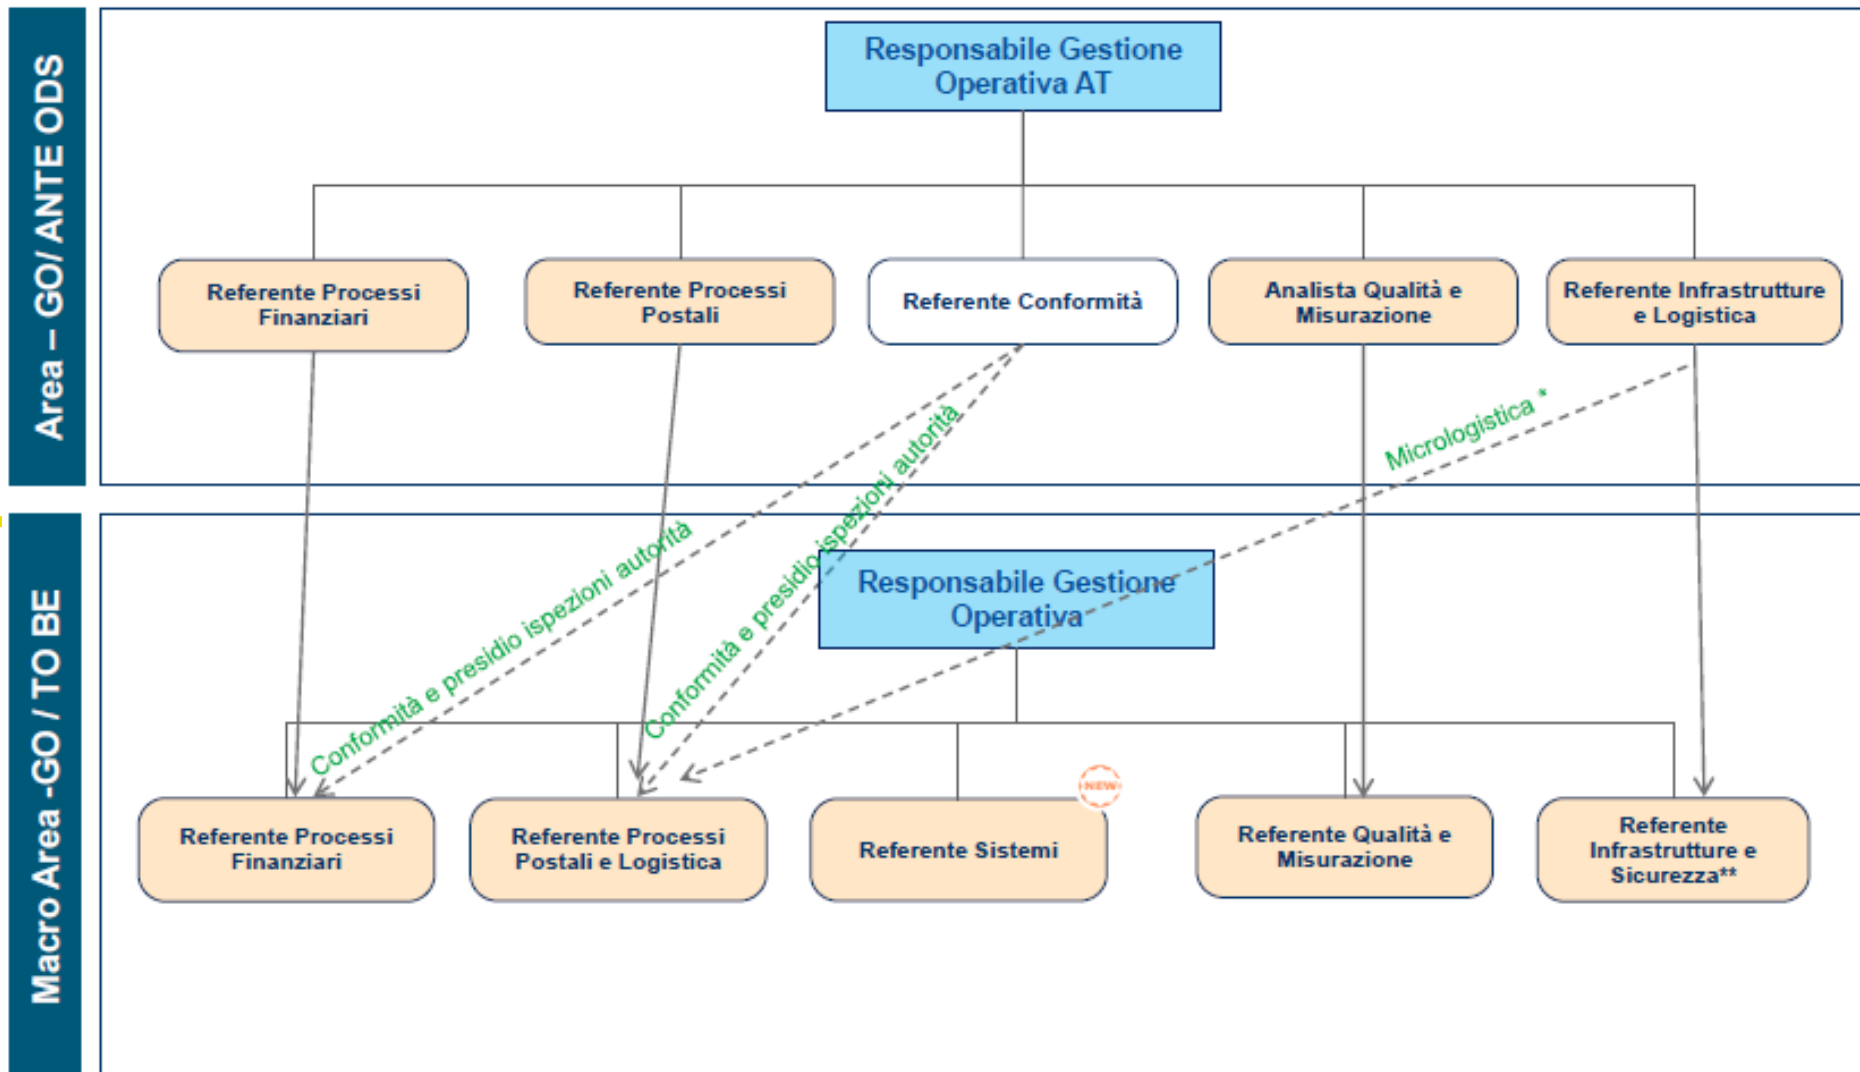 Area – GO/ ANTE ODS
Responsabile Gestione
Operativa AT
Referente Processi
Finanziari
Referente Processi
Postali
Referente Conformità
Analista Qualità e
Misurazione
Referente Infrastrutture
e Logistica
Conformità e presidio ispezioni autorità
Conformità e presidio ispezioni autorità
Micrologistica *
Macro Area -GO / TO BE
Responsabile Gestione
Operativa
Referente Processi
Finanziari
Referente Processi
Postali e Logistica
NEW
Referente Sistemi
Referente Qualità e
Misurazione
Referente
Infrastrutture e
Sicurezza**